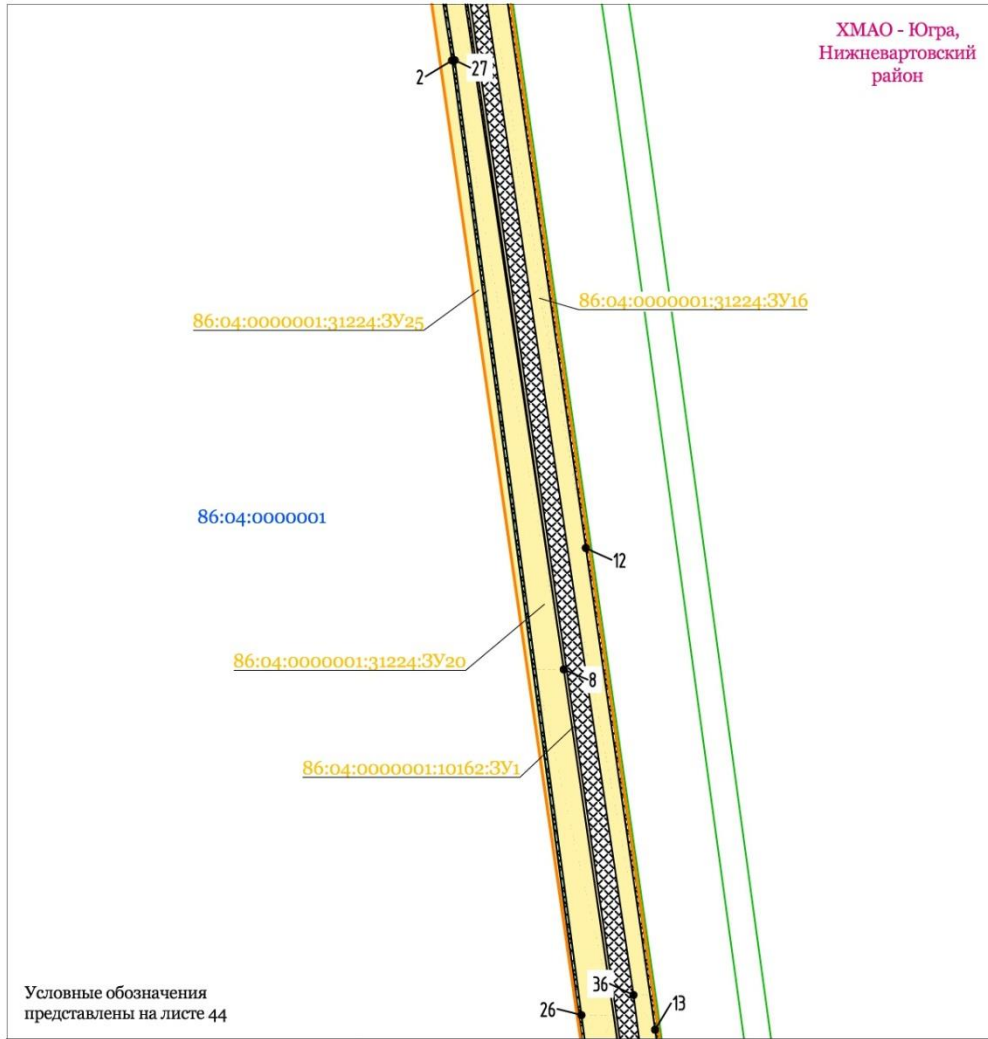 ХМАО - Югра,
Нижневартовский
район
2
27
86:04:0000001:31224:ЗУ16
86:04:0000001:31224:ЗУ25
86:04:0000001
12
86:04:0000001:31224:ЗУ20
8
86:04:0000001:10162:ЗУ1
36
Условные обозначения
представлены на листе 44
26
13